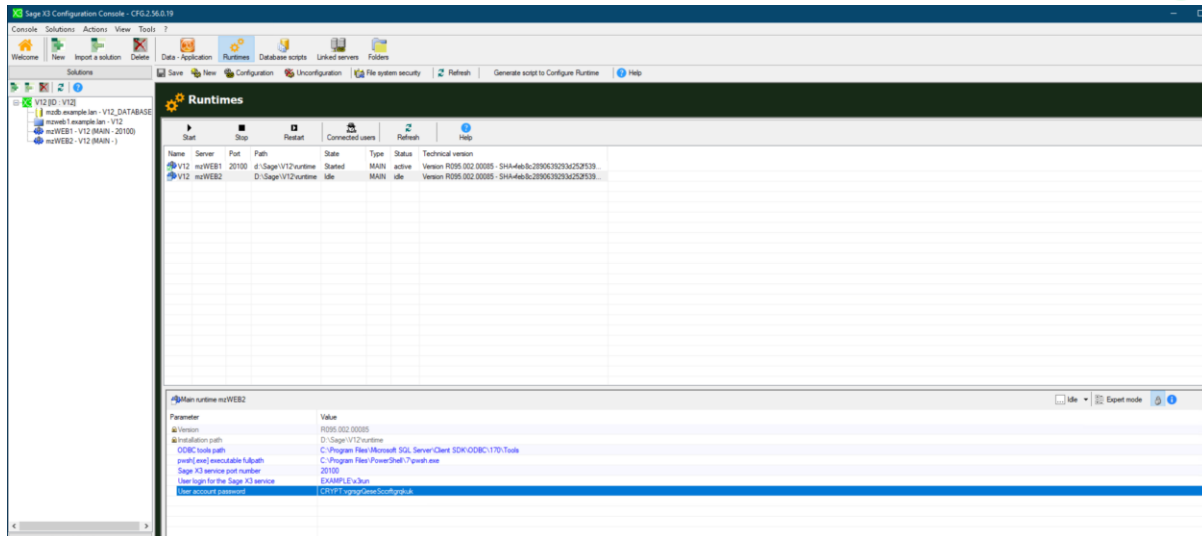 Sage X3 Configuration Console - CFG.2.56.0.19
Console Solutions Actions View Tools ?
Welcome New Import a solution Delete Data - Application Runtimes Database scripts Linked servers Folders
Solutions
Save New Configuration Unconfiguration File system security Refresh Generate script to Configure Runtime Help
V12 [ID : V12]
mzdb.example.lan - V12_DATABASE
mzweb1.example.lan - V12
mzWEB1 - V12 (MAIN - 20100)
mzWEB2 - V12 (MAIN - )
Runtimes
Start Stop Restart Connected users Refresh Help
Name Server Port Path State Type Status Technical version
V12 mzWEB1 20100 d:\Sage\V12\runtime Started MAIN active Version R095.002.00085
V12 mzWEB2 D:\Sage\V12\runtime Idle MAIN idle Version R095.002.00085
Main runtime mzWEB2 Idle Expert mode
Parameter Value
Version R095.002.00085
Installation path D:\Sage\V12\runtime
ODBC tools path C:\Program Files\Microsoft SQL Server\Client SDK\ODBC\170\Tools
pwsh[.exe] executable fullpath C:\Program Files\PowerShell\7\pwsh.exe
Sage X3 service port number 20100
User login for the Sage X3 service EXAMPLE\x3run
User account password